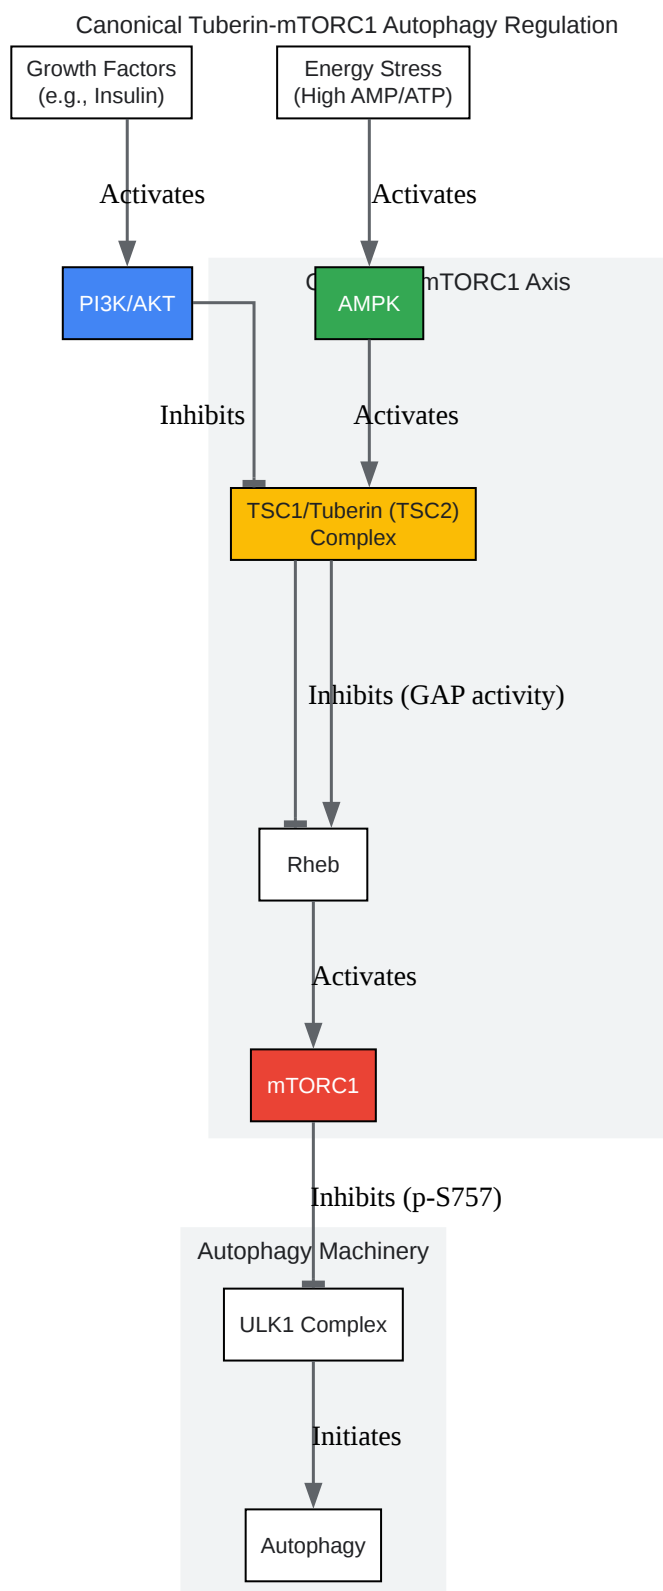 Canonical Tuberin-mTORC1 Autophagy Regulation
Growth Factors
(e.g., Insulin)
Energy Stress
(High AMP/ATP)
Activates
Activates
mTORC1 Axis
PI3K/AKT
AMPK
Inhibits
Activates
TSC1/Tuberin (TSC2)
Complex
Inhibits (GAP activity)
Rheb
Activates
mTORC1
Inhibits (p-S757)
Autophagy Machinery
ULK1 Complex
Initiates
Autophagy